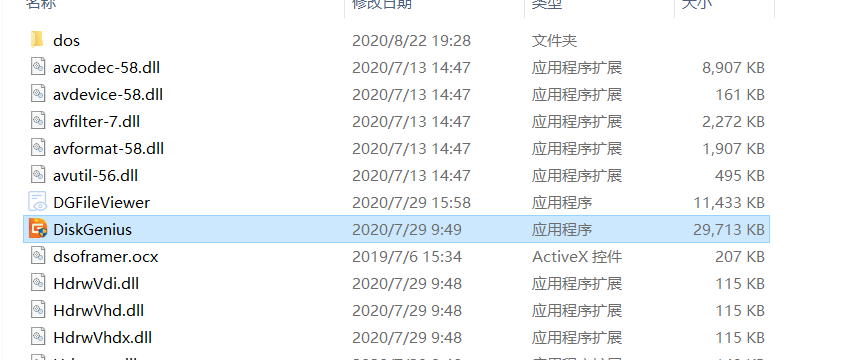 名称 修改日期 类型 大小
dos 2020/8/22 19:28 文件夹
avcodec-58.dll 2020/7/13 14:47 应用程序扩展 8,907 KB
avdevice-58.dll 2020/7/13 14:47 应用程序扩展 161 KB
avfilter-7.dll 2020/7/13 14:47 应用程序扩展 2,272 KB
avformat-58.dll 2020/7/13 14:47 应用程序扩展 1,907 KB
avutil-56.dll 2020/7/13 14:47 应用程序扩展 495 KB
DGFileViewer 2020/7/29 15:58 应用程序 11,433 KB
DiskGenius 2020/7/29 9:49 应用程序 29,713 KB
dsoframer.ocx 2019/7/6 15:34 ActiveX 控件 207 KB
HdrwVdi.dll 2020/7/29 9:48 应用程序扩展 115 KB
HdrwVhd.dll 2020/7/29 9:48 应用程序扩展 115 KB
HdrwVhdx.dll 2020/7/29 9:48 应用程序扩展 115 KB